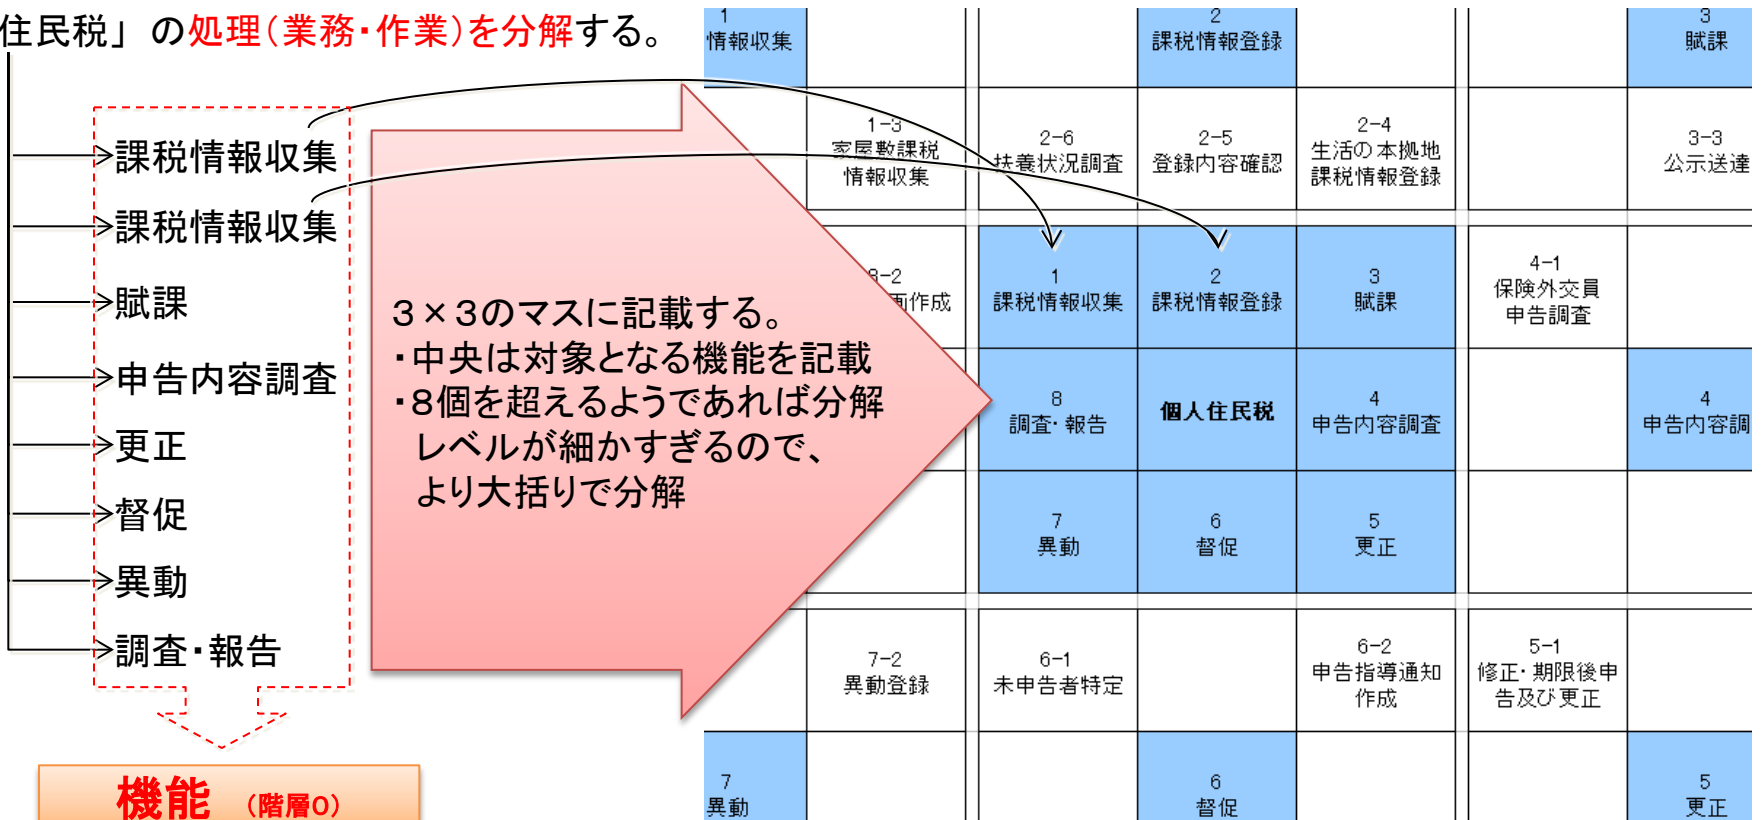 住民税」の処理（業務・作業）を分解する。
課税情報収集
課税情報収集
賦課
申告内容調査
更正
督促
異動
調査・報告
機能（階層０）
３×３のマスに記載する。
・中央は対象となる機能を記載
・８個を超えるようであれば分解
レベルが細かすぎるので、
より大括りで分解
1
情報収集
2
課税情報登録
3
賦課
1-3
家屋敷課税
情報収集
2-6
扶養状況調査
2-5
登録内容確認
2-4
生活の本拠地
課税情報登録
3-3
公示送達
8-2
画作成
1
課税情報収集
2
課税情報登録
3
賦課
4-1
保険外交員
申告調査
8
調査・報告
個人住民税
4
申告内容調査
4
申告内容調
7
異動
6
督促
5
更正
7-2
異動登録
6-1
未申告者特定
6-2
申告指導通知
作成
5-1
修正・期限後申
告及び更正
7
異動
6
督促
5
更正